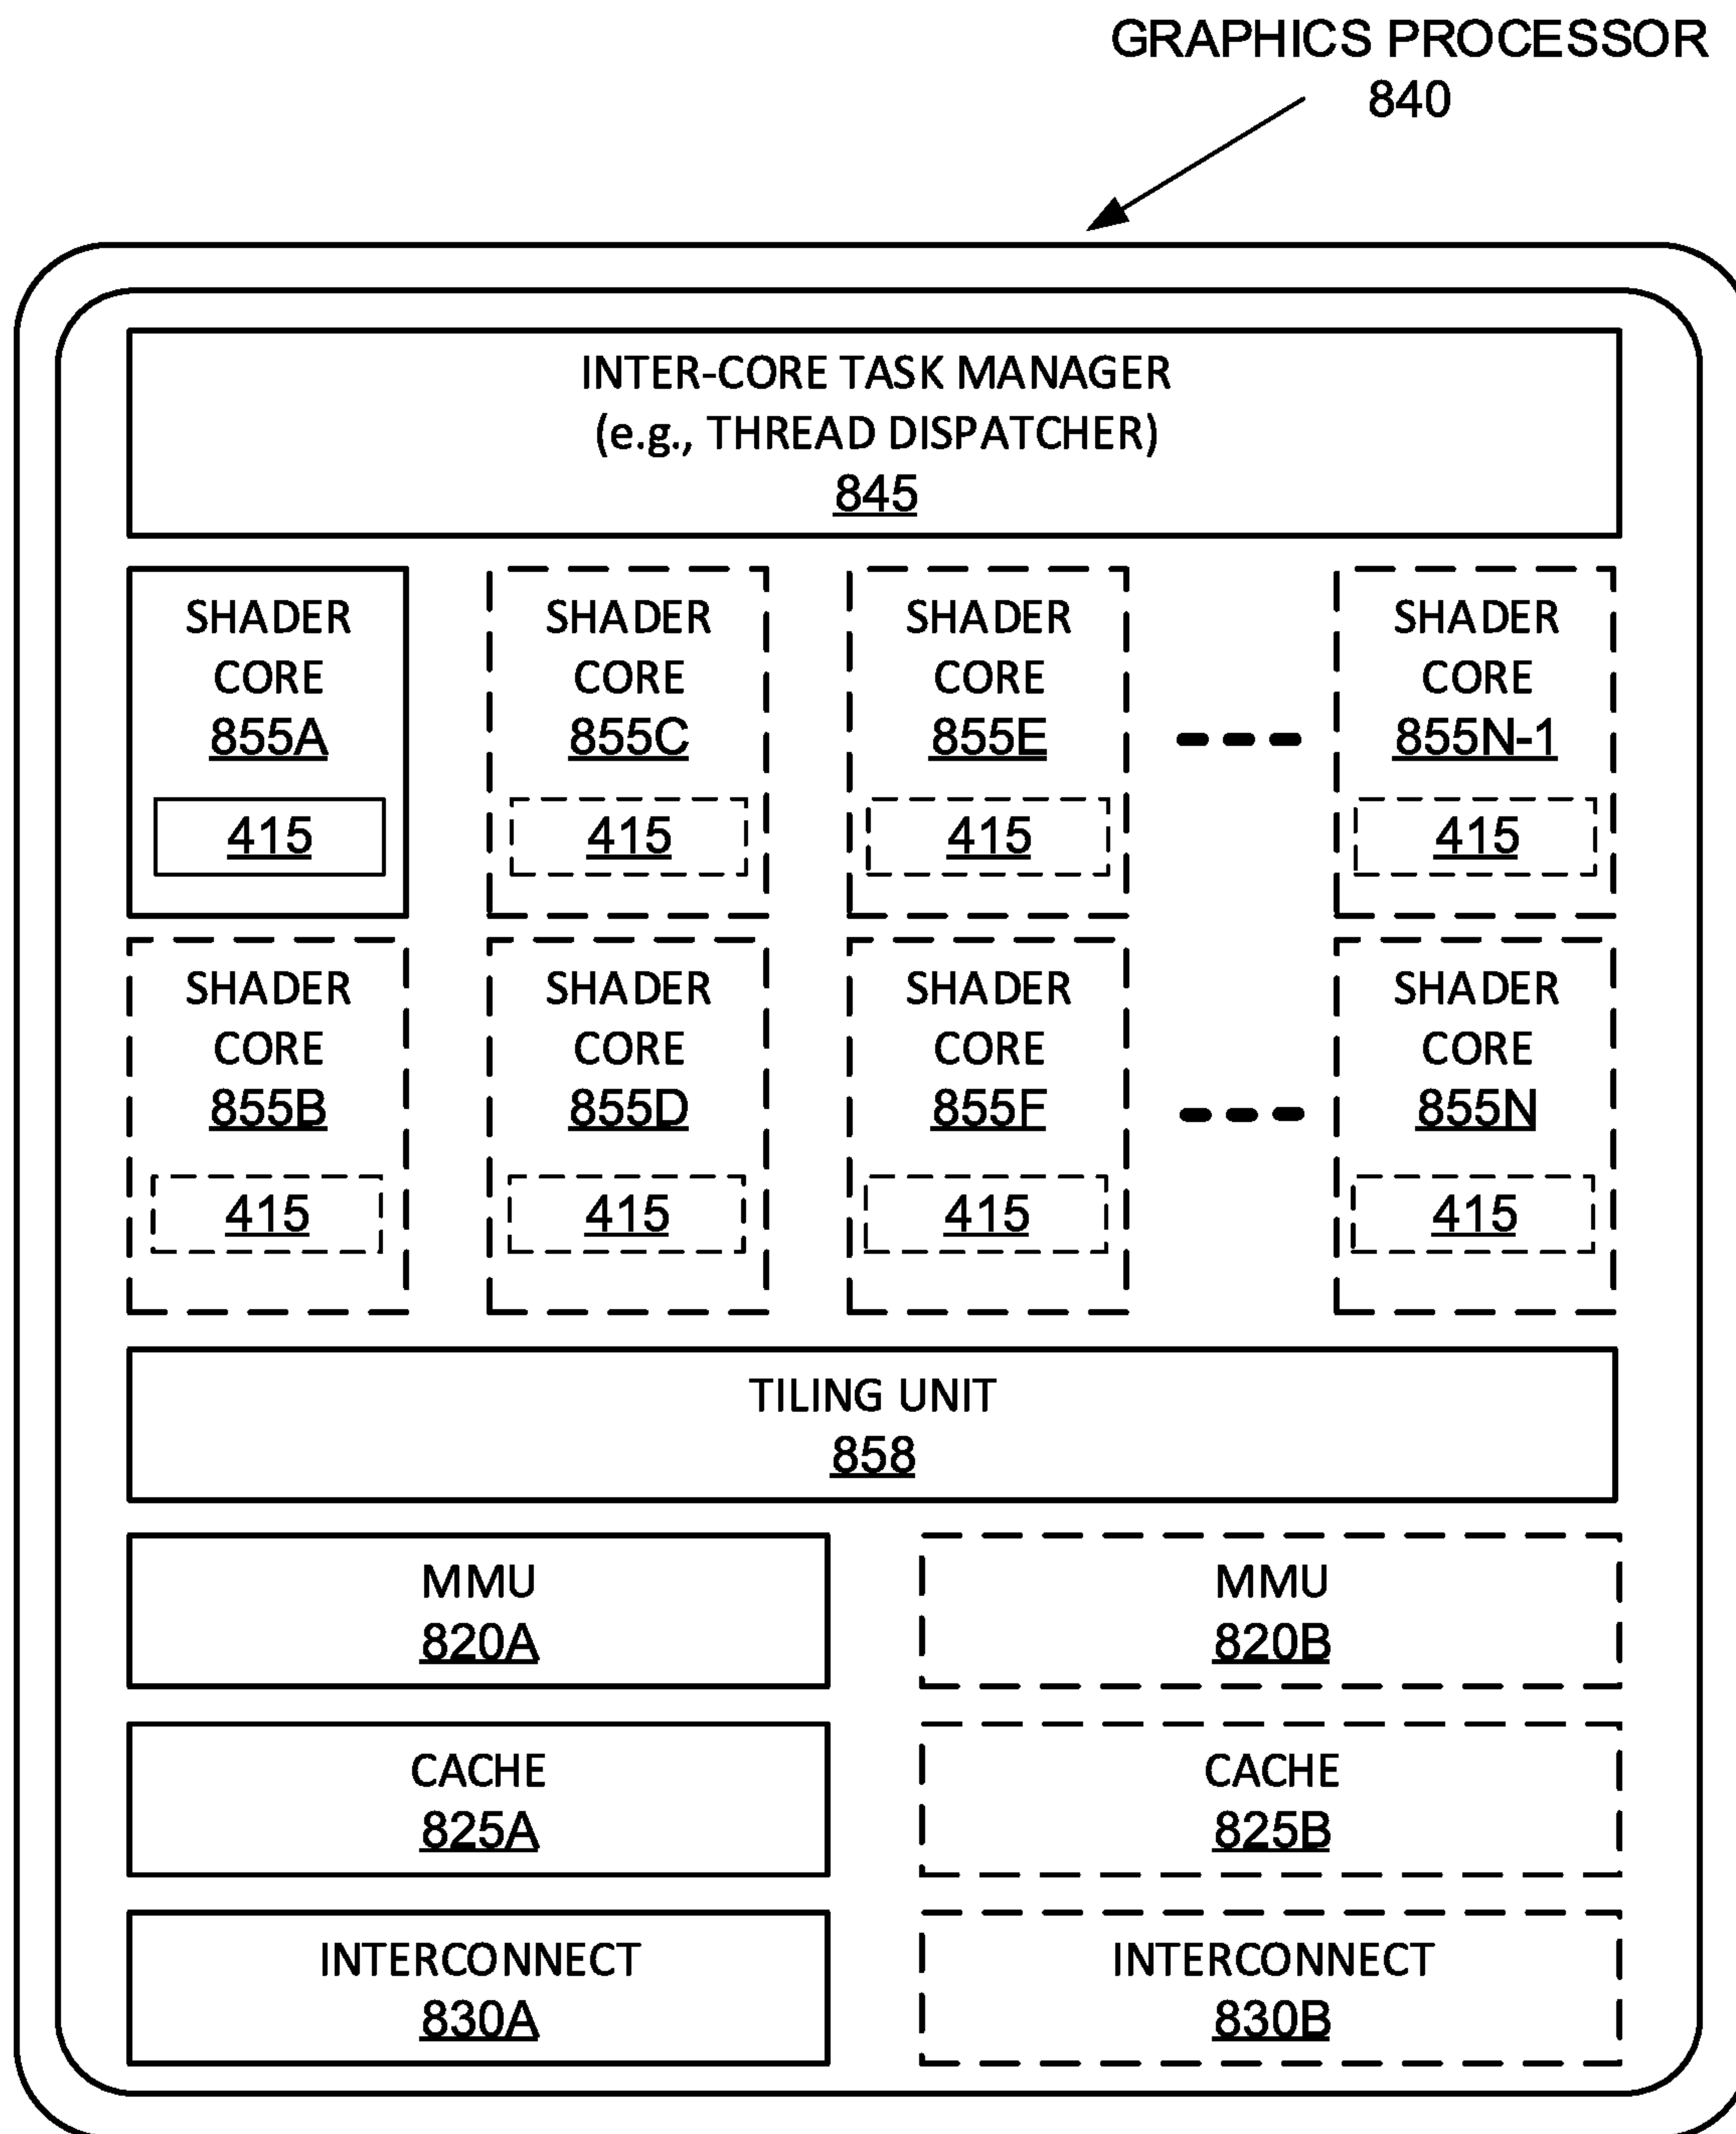 GRAPHICS PROCESSOR
840
INTER-CORE TASK MANAGER
(e.g., THREAD DISPATCHER)
845
SHADER
CORE
855A
415
SHADER
CORE
855C
415
SHADER
CORE
855E
415
SHADER
CORE
855N-1
415
SHADER
CORE
855B
415
SHADER
CORE
855D
415
SHADER
CORE
855F
415
SHADER
CORE
855N
415
TILING UNIT
858
MMU
820A
MMU
820B
CACHE
825A
CACHE
825B
INTERCONNECT
830A
INTERCONNECT
830B